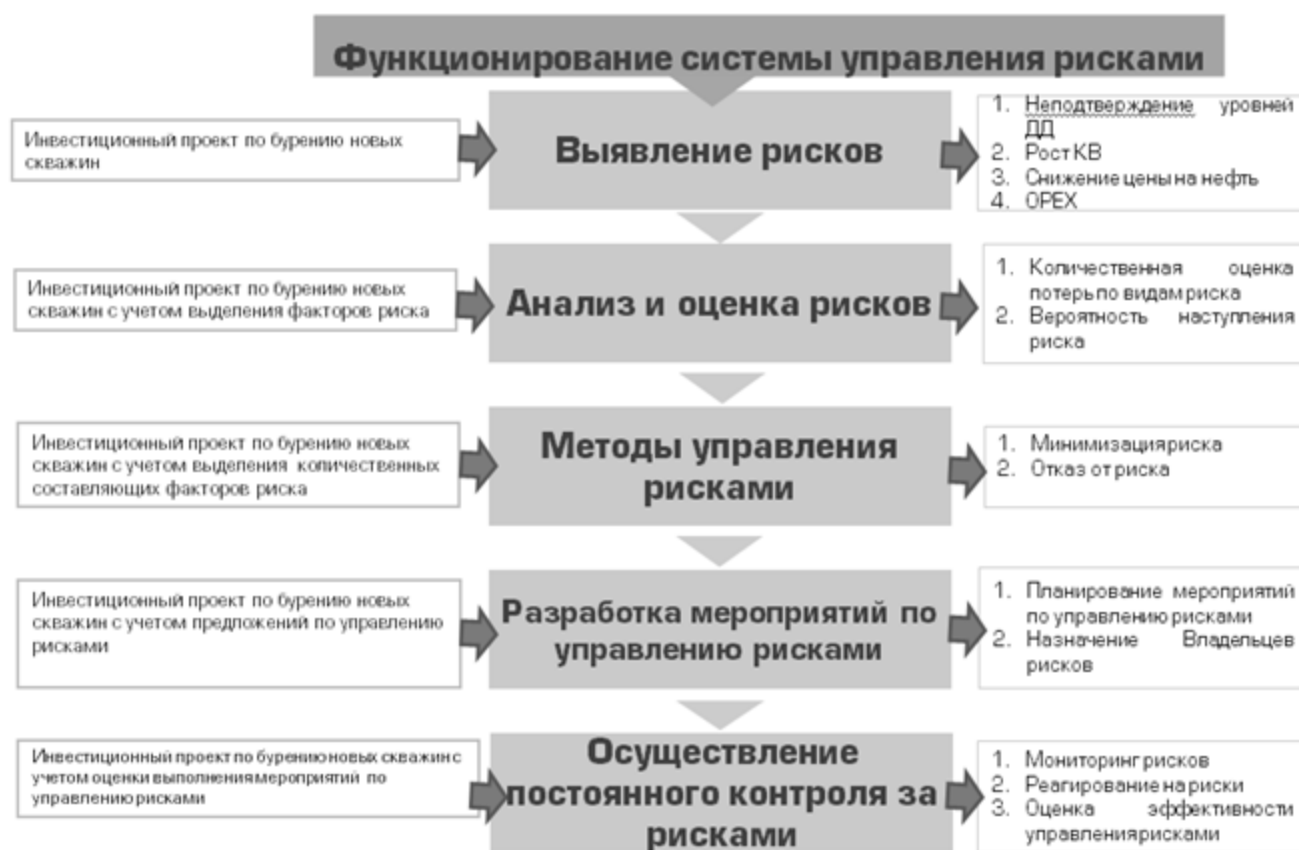 Функционирование системы управления рисками
Инвестиционный проект по бурению новых
скважин
Выявление рисков
1. Неподтверждение уровней
ДД
2. Рост КВ
3. Снижение цены на нефть
4. OPEX
Инвестиционный проект по бурению новых
скважин с учетом выделения факторов риска
Анализ и оценка рисков
1. Количественная оценка
потерь по видам риска
2. Вероятность наступления
риска
Инвестиционный проект по бурению новых
скважин с учетом выделения количественных
составляющих факторов риска
Методы управления
рисками
1. Минимизация риска
2. Отказ от риска
Инвестиционный проект по бурению новых
скважин с учетом предложений по управлению
рисками
Разработка мероприятий по
управлению рисками
1. Планирование мероприятий
по управлению рисками
2. Назначение Владельцев
рисков
Инвестиционный проект по бурению новых скважин с
учетом оценки выполнения мероприятий по
управлению рисками
Осуществление
постоянного контроля за
рисками
1. Мониторинг рисков
2. Реагирование на риски
3. Оценка эффективности
управления рисками